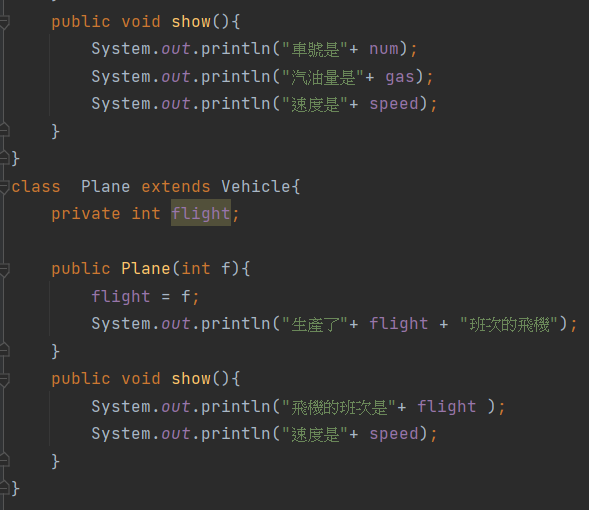 public void show(){
System.out.println("車號是"+ num);
System.out.println("汽油量是"+ gas);
System.out.println("速度是"+ speed);
}
}
class  Plane extends Vehicle{
private int flight;
public Plane(int f){
flight = f;
System.out.println("生產了"+ flight + "班次的飛機");
}
public void show(){
System.out.println("飛機的班次是"+ flight );
System.out.println("速度是"+ speed);
}
}